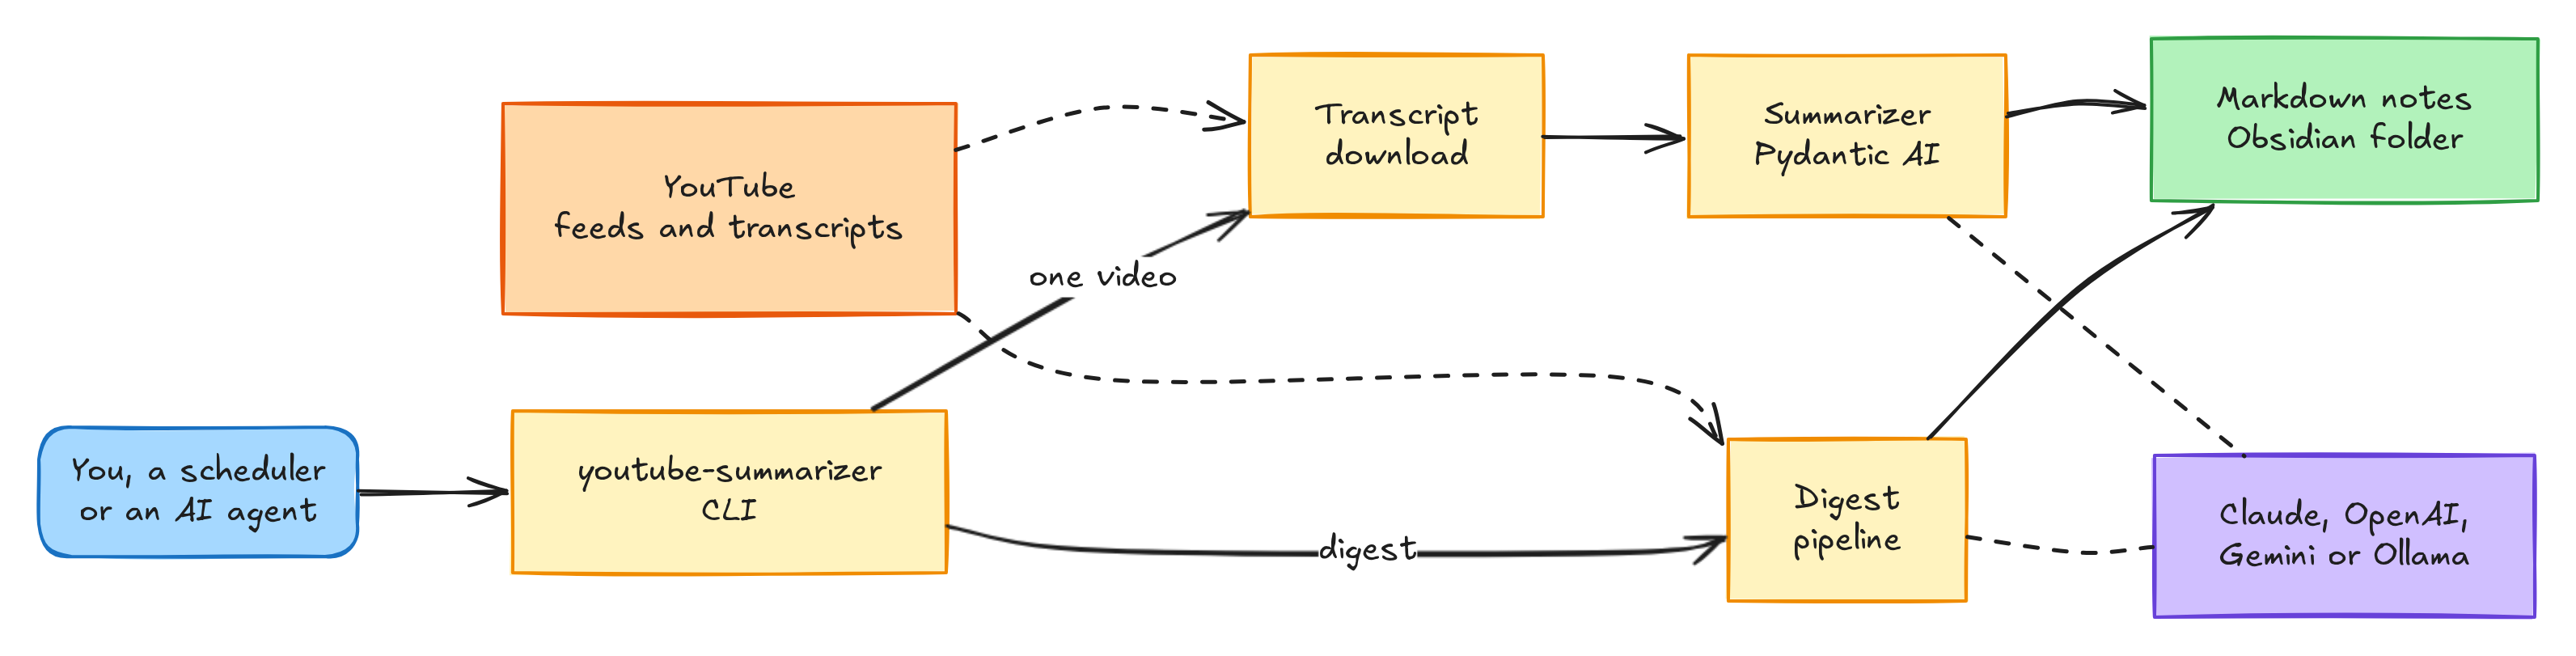 YouTube
feeds and transcripts
Transcript
download
Summarizer
Pydantic AI
Markdown notes
Obsidian folder
one video
You, a scheduler
or an AI agent
youtube-summarizer
CLI
digest
Digest
pipeline
Claude, OpenAI,
Gemini or Ollama